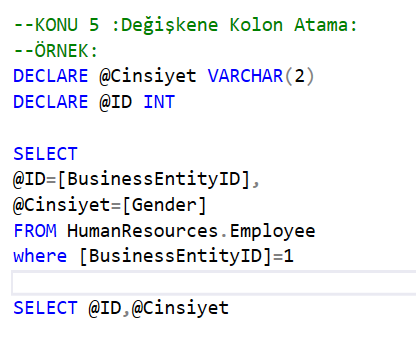 --KONU 5 :Değişkene Kolon Atama:
--ÖRNEK:
DECLARE @Cinsiyet VARCHAR(2)
DECLARE @ID INT
SELECT
@ID=[BusinessEntityID],
@Cinsiyet=[Gender]
FROM HumanResources.Employee
where [BusinessEntityID]=1
SELECT @ID,@Cinsiyet